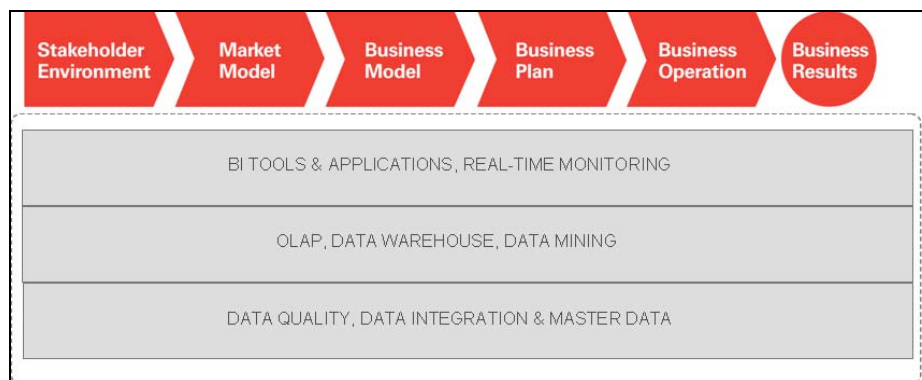 Stakeholder
Environment
Market
Model
Business
Model
Business
Plan
Business
Operation
Business
Results
BI TOOLS & APPLICATIONS, REAL-TIME MONITORING
OLAP, DATA WAREHOUSE, DATA MINING
DATA QUALITY, DATA INTEGRATION & MASTER DATA